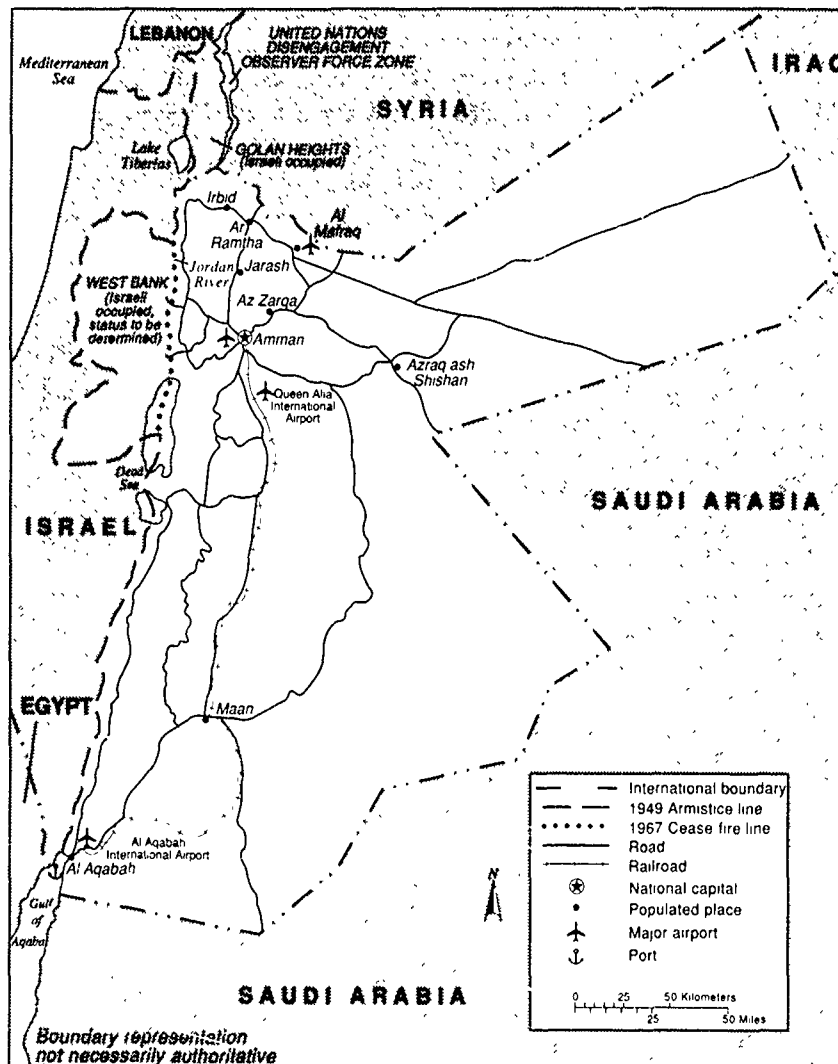 LEBANON
UNITED NATIONS
DISENGAGEMENT
OBSERVER FORCE ZONE
Mediterranean
Sea
IRAQ
SYRIA
Lake
Tiberias
GOLAN HEIGHTS
(Israeli occupied)
Irbid
Ar
Ramtha
Al
Mafraq
Jordan
River
Jarash
WEST BANK
(Israeli
occupied,
status to be
determined)
Az Zarqa
Amman
Azraq ash
Shishan
Queen Alia
International
Airport
Dead
Sea
ISRAEL
SAUDI ARABIA
EGYPT
Maan
Al Aqabah
International Airport
Al Aqabah
Gulf
of
Aqaba
SAUDI ARABIA
N
International boundary
1949 Armistice line
1967 Cease fire line
Road
Railroad
National capital
Populated place
Major airport
Port
0 25 50 Kilometers
25 50 Miles
Boundary representation
not necessarily authoritative